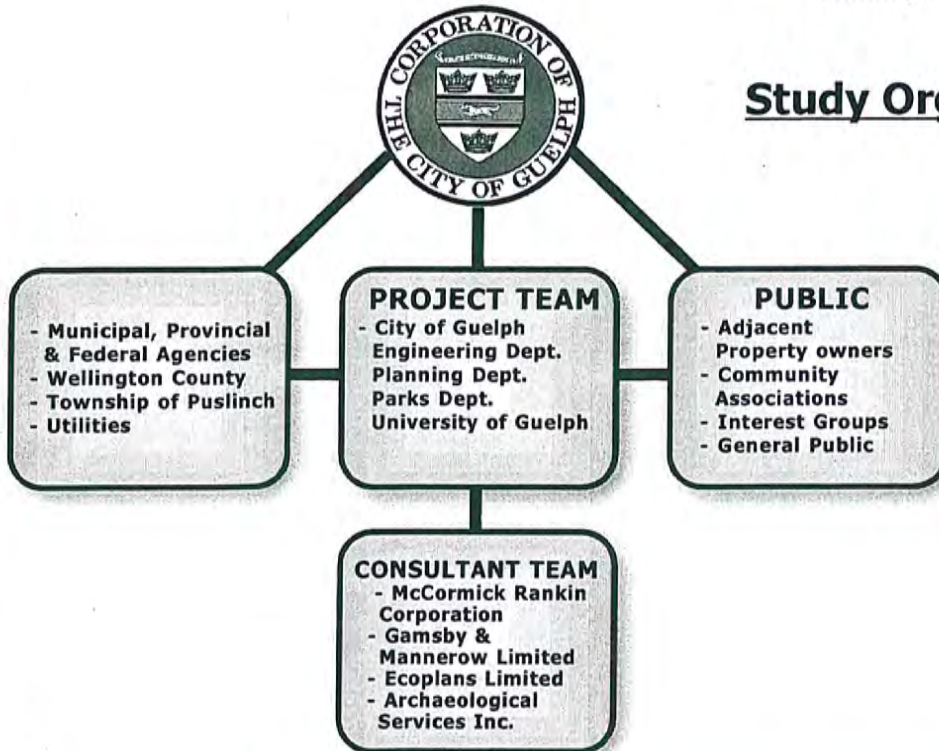 THE CORPORATION OF THE CITY OF GUELPH
Study Org
- Municipal, Provincial
& Federal Agencies
- Wellington County
- Township of Puslinch
- Utilities
PROJECT TEAM
- City of Guelph
Engineering Dept.
Planning Dept.
Parks Dept.
University of Guelph
PUBLIC
- Adjacent
Property owners
- Community
Associations
- Interest Groups
- General Public
CONSULTANT TEAM
- McCormick Rankin
Corporation
- Gamsby &
Mannerow Limited
- Ecoplans Limited
- Archaeological
Services Inc.